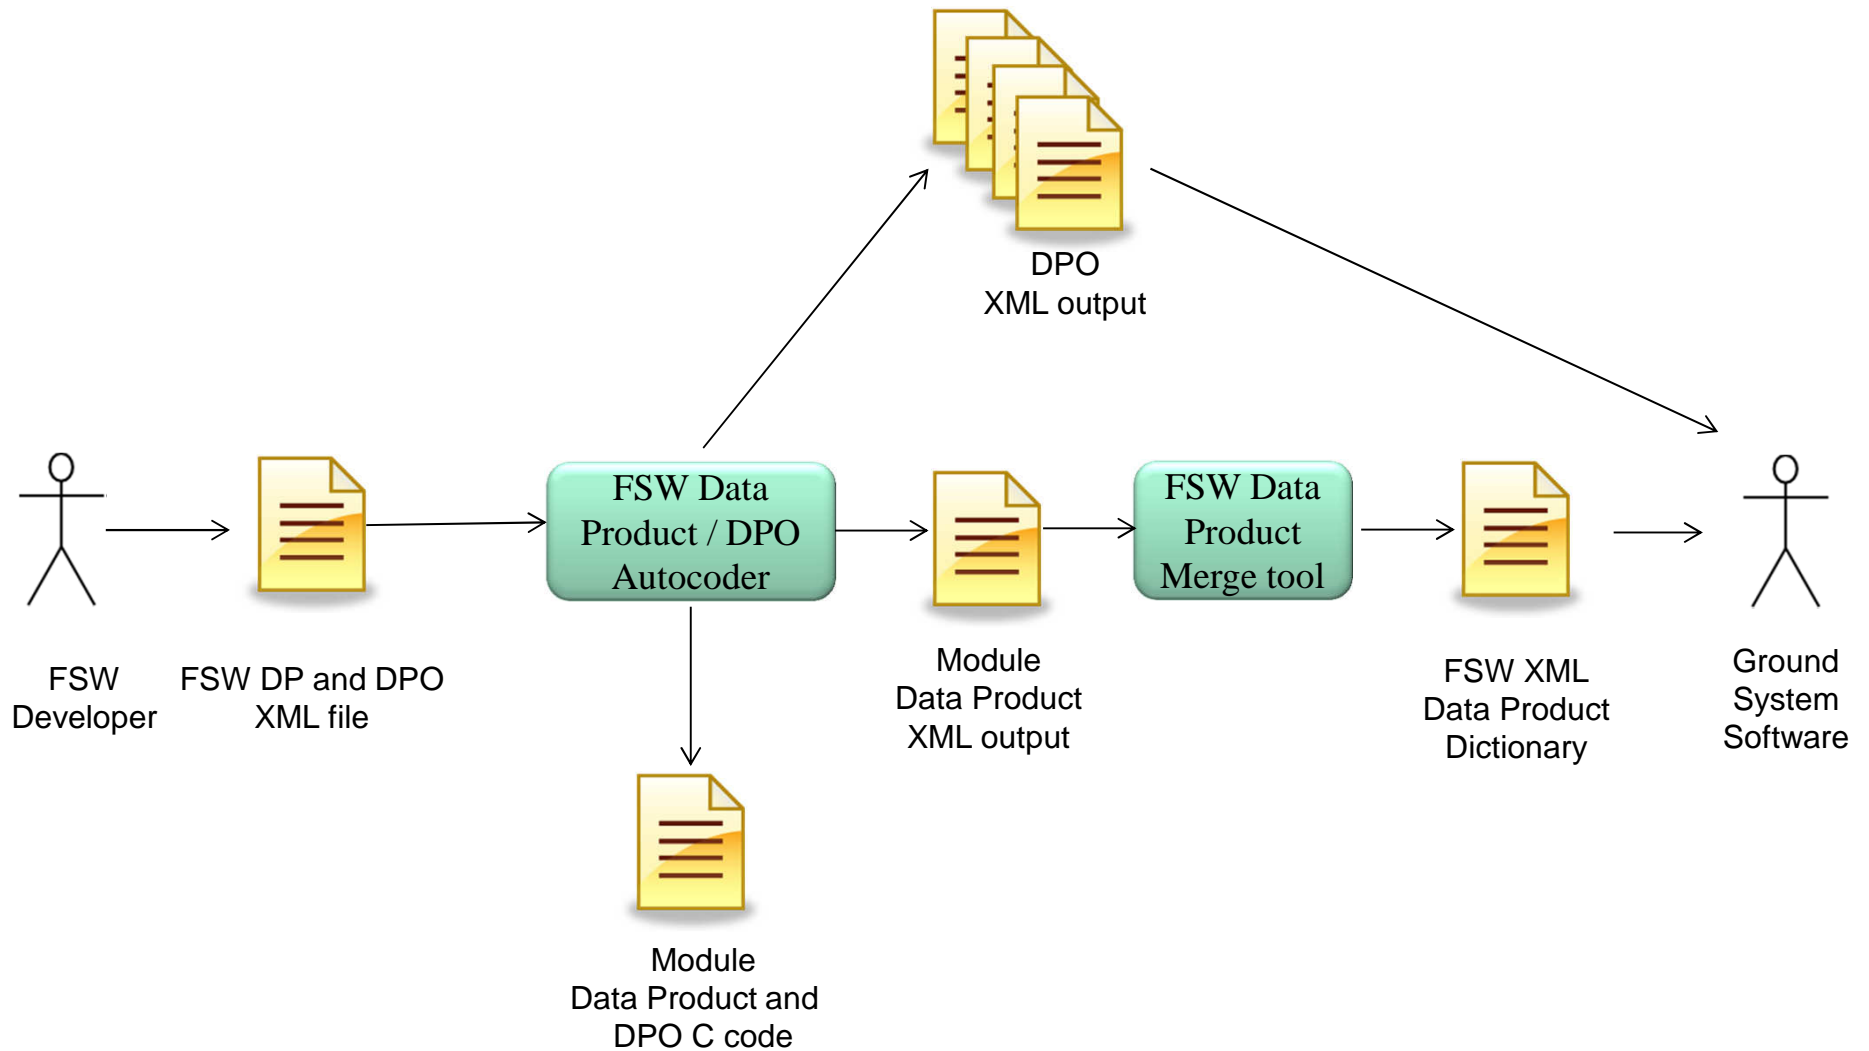 DPO
XML output
FSW Data
Product / DPO
Autocoder
FSW Data
Product
Merge tool
FSW
Developer
FSW DP and DPO
XML file
Module
Data Product
XML output
FSW XML
Data Product
Dictionary
Ground
System
Software
Module
Data Product and
DPO C code